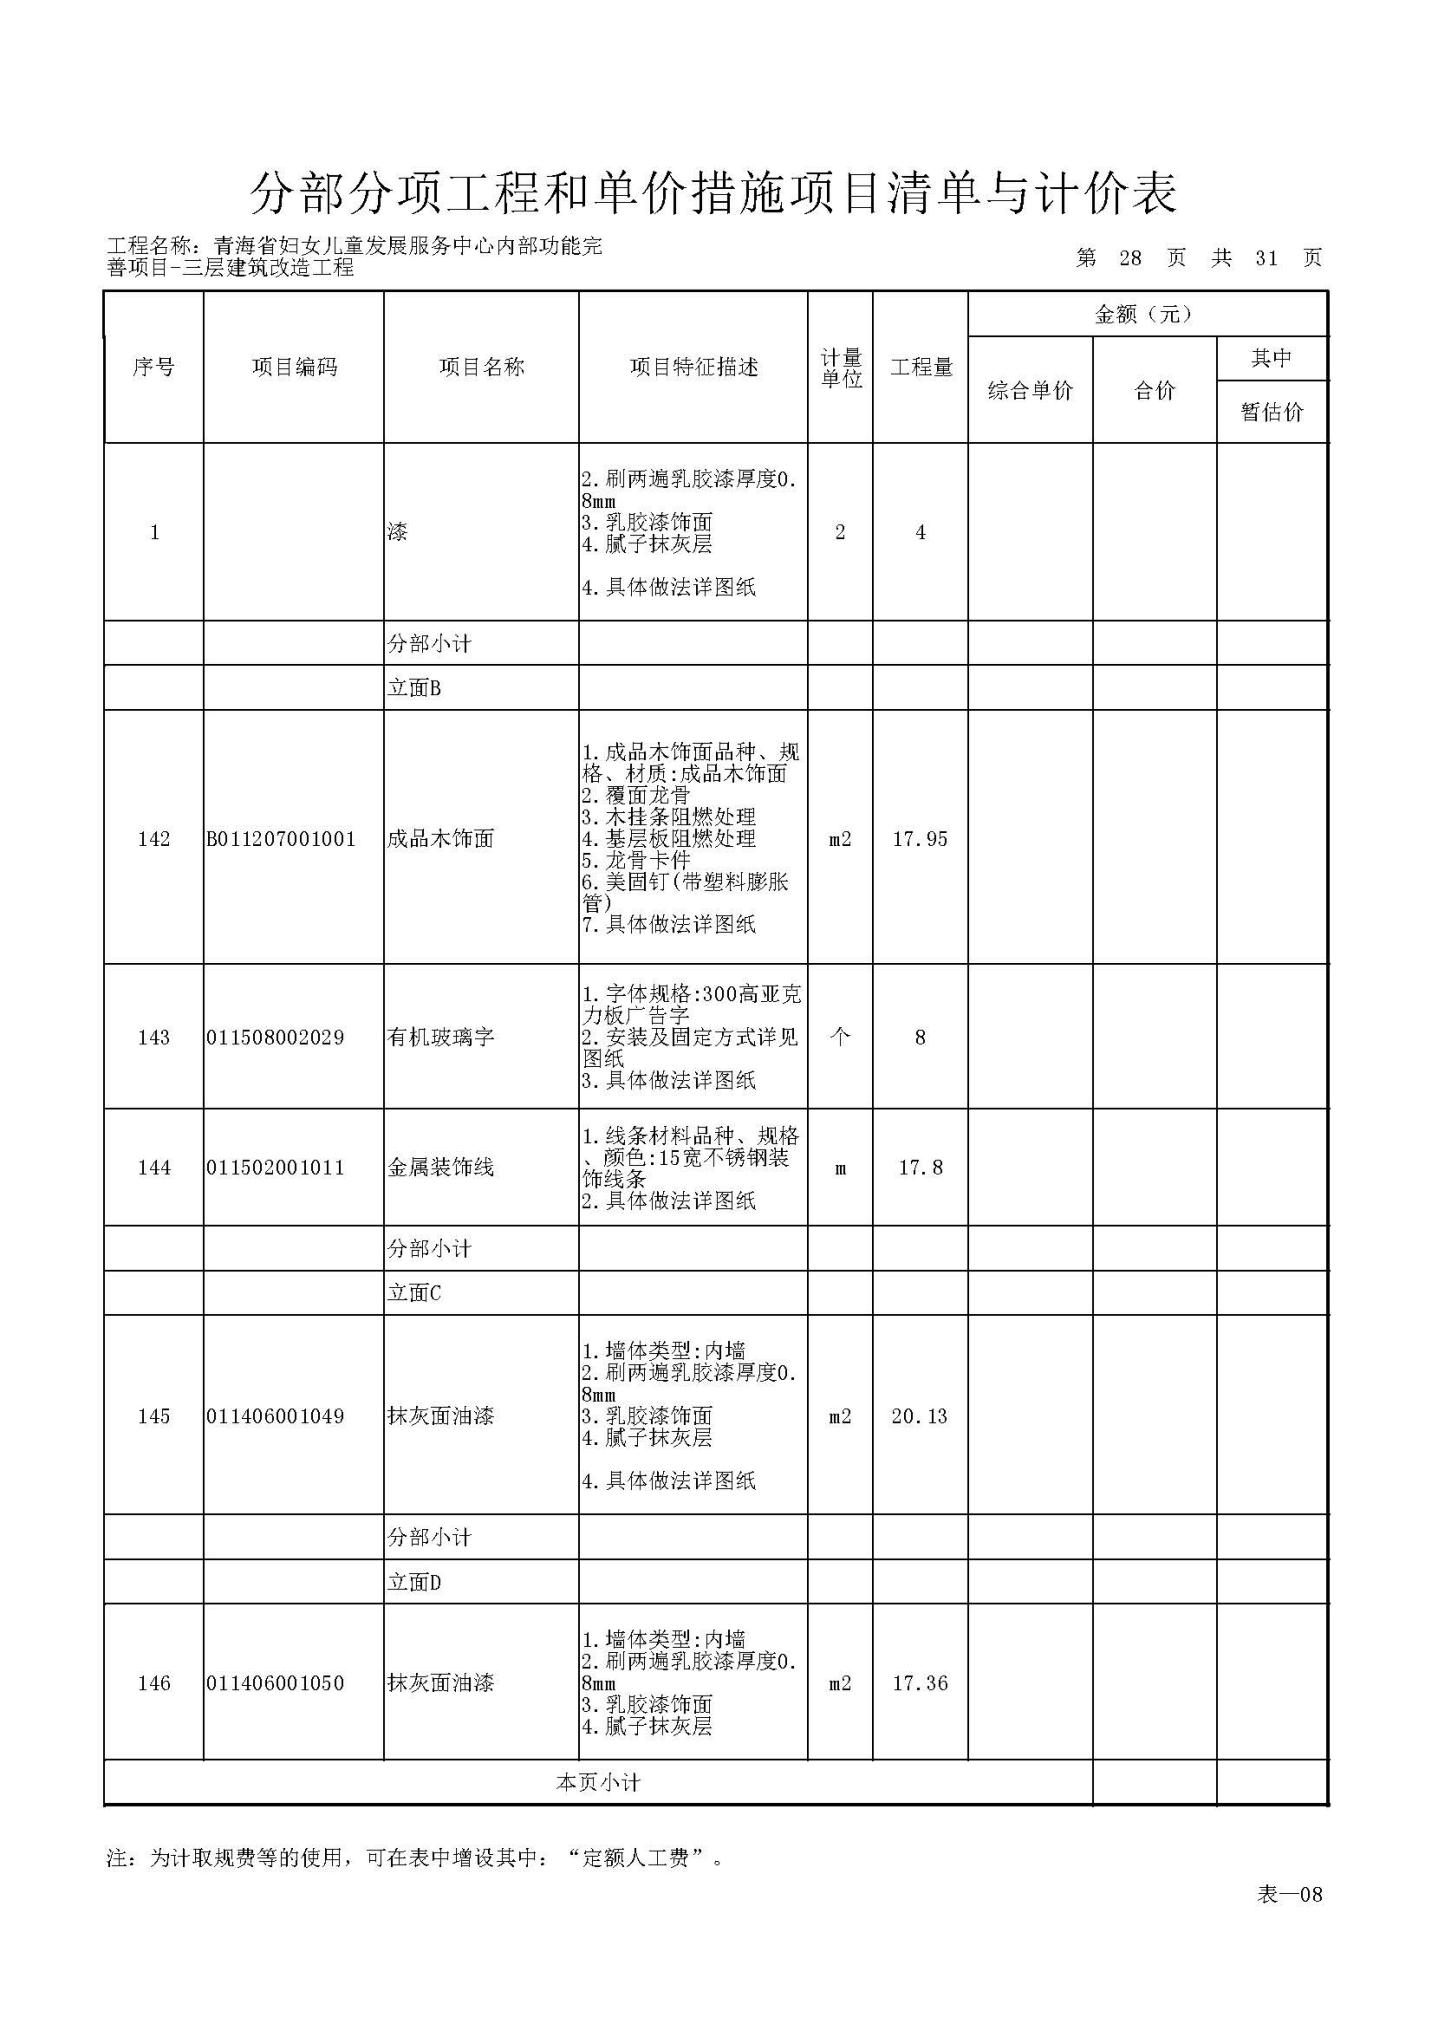 分部分项工程和单价措施项目清单与计价表
工程名称：青海省妇女儿童发展服务中心内部功能完
善项目-三层建筑改造工程
第 28 页 共 31 页
序号 项目编码 项目名称 项目特征描述 计量
单位 工程量 金额（元）
综合单价 合价 其中
暂估价
1 漆 2.刷两遍乳胶漆厚度0.
8mm
3.乳胶漆饰面
4.腻子抹灰层
4.具体做法详图纸
2 4
分部小计
立面B
142 B011207001001 成品木饰面 1.成品木饰面品种、规
格、材质:成品木饰面
2.覆面龙骨
3.木挂条阻燃处理
4.基层板阻燃处理
5.龙骨卡件
6.美固钉(带塑料膨胀
管)
7.具体做法详图纸
m2 17.95
143 011508002029 有机玻璃字 1.字体规格:300高亚克
力板广告字
2.安装及固定方式详见
图纸
3.具体做法详图纸
个 8
144 011502001011 金属装饰线 1.线条材料品种、规格
、颜色:15宽不锈钢装
饰线条
2.具体做法详图纸
m 17.8
分部小计
立面C
145 011406001049 抹灰面油漆 1.墙体类型:内墙
2.刷两遍乳胶漆厚度0.
8mm
3.乳胶漆饰面
4.腻子抹灰层
4.具体做法详图纸
m2 20.13
分部小计
立面D
146 011406001050 抹灰面油漆 1.墙体类型:内墙
2.刷两遍乳胶漆厚度0.
8mm
3.乳胶漆饰面
4.腻子抹灰层
m2 17.36
本页小计
注：为计取规费等的使用，可在表中增设其中：“定额人工费”。
表—08